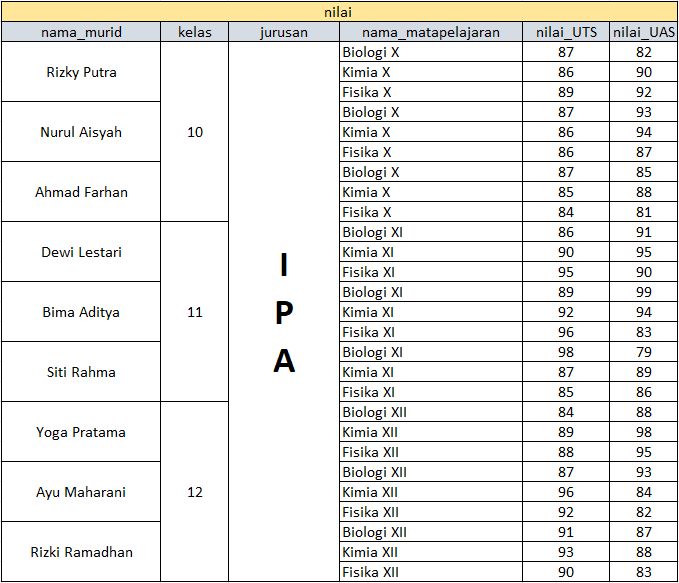 nilai
nama_murid kelas jurusan nama_matapelajaran nilai_UTS nilai_UAS
Rizky Putra 10 IPA Biologi X 87 82
Kimia X 86 90
Fisika X 89 92
Nurul Aisyah Biologi X 87 93
Kimia X 86 94
Fisika X 86 87
Ahmad Farhan Biologi X 87 85
Kimia X 85 88
Fisika X 84 81
Dewi Lestari 11 Biologi XI 86 91
Kimia XI 90 95
Fisika XI 95 90
Bima Aditya Biologi XI 89 99
Kimia XI 92 94
Fisika XI 96 83
Siti Rahma Biologi XI 98 79
Kimia XI 87 89
Fisika XI 85 86
Yoga Pratama 12 Biologi XII 84 88
Kimia XII 89 98
Fisika XII 88 95
Ayu Maharani Biologi XII 87 93
Kimia XII 96 84
Fisika XII 92 82
Rizki Ramadhan Biologi XII 91 87
Kimia XII 93 88
Fisika XII 90 83